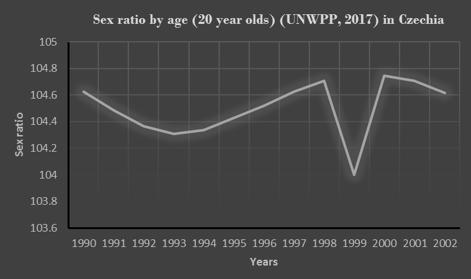 Sex ratio by age (20 year olds) (UNWPP, 2017) in Czechia
105
104.8
104.6
104.4
104.2
104
103.8
103.6
Sex ratio
1990 1991 1992 1993 1994 1995 1996 1997 1998 1999 2000 2001 2002
Years